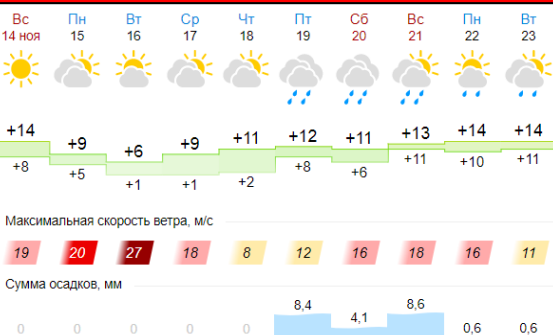 Вс Пн Вт Ср Чт Пт Сб Вс Пн Вт
14 ноя 15 16 17 18 19 20 21 22 23
+14 +9 +6 +9 +11 +12 +11 +13 +14 +14
+8 +5 +1 +1 +2 +8 +6 +11 +10 +11
Максимальная скорость ветра, м/с
19 20 27 18 8 12 16 18 16 11
Сумма осадков, мм
0 0 0 0 0 8,4 4,1 8,6 0,6 0,6